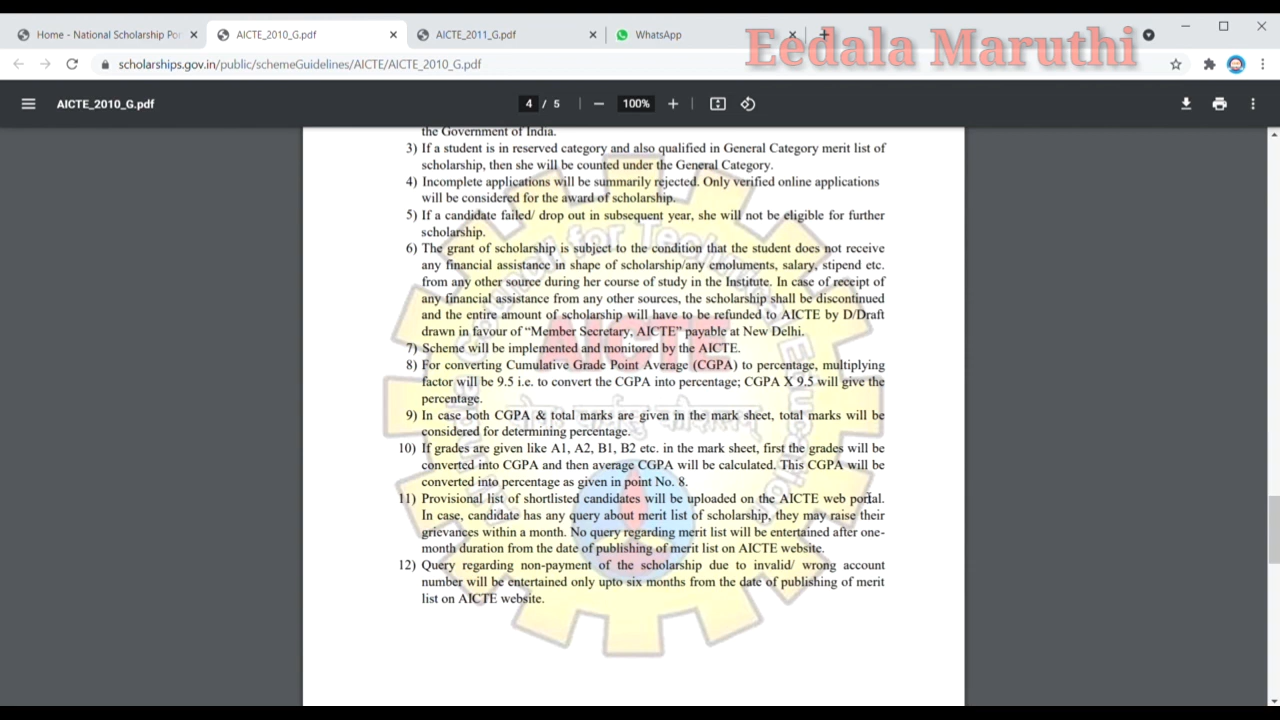 Home - National Scholarship Po
AICTE_2010_G.pdf
AICTE_2011_G.pdf
WhatsApp
Eedala Maruthi
scholarships.gov.in/public/schemeGuidelines/AICTE/AICTE_2010_G.pdf
AICTE_2010_G.pdf
4 / 5
100%
the Government of India.
3) If a student is in reserved category and also qualified in General Category merit list of
scholarship, then she will be counted under the General Category.
4) Incomplete applications will be summarily rejected. Only verified online applications
will be considered for the award of scholarship.
5) If a candidate failed/ drop out in subsequent year, she will not be eligible for further
scholarship.
6) The grant of scholarship is subject to the condition that the student does not receive
any financial assistance in shape of scholarship/any emoluments, salary, stipend etc.
from any other source during her course of study in the Institute. In case of receipt of
any financial assistance from any other sources, the scholarship shall be discontinued
and the entire amount of scholarship will have to be refunded to AICTE by D/Draft
drawn in favour of “Member Secretary, AICTE” payable at New Delhi.
7) Scheme will be implemented and monitored by the AICTE.
8) For converting Cumulative Grade Point Average (CGPA) to percentage, multiplying
factor will be 9.5 i.e. to convert the CGPA into percentage; CGPA X 9.5 will give the
percentage.
9) In case both CGPA & total marks are given in the mark sheet, total marks will be
considered for determining percentage.
10) If grades are given like A1, A2, B1, B2 etc. in the mark sheet, first the grades will be
converted into CGPA and then average CGPA will be calculated. This CGPA will be
converted into percentage as given in point No. 8.
11) Provisional list of shortlisted candidates will be uploaded on the AICTE web portal.
In case, candidate has any query about merit list of scholarship, they may raise their
grievances within a month. No query regarding merit list will be entertained after one-
month duration from the date of publishing of merit list on AICTE website.
12) Query regarding non-payment of the scholarship due to invalid/ wrong account
number will be entertained only upto six months from the date of publishing of merit
list on AICTE website.
AICTE